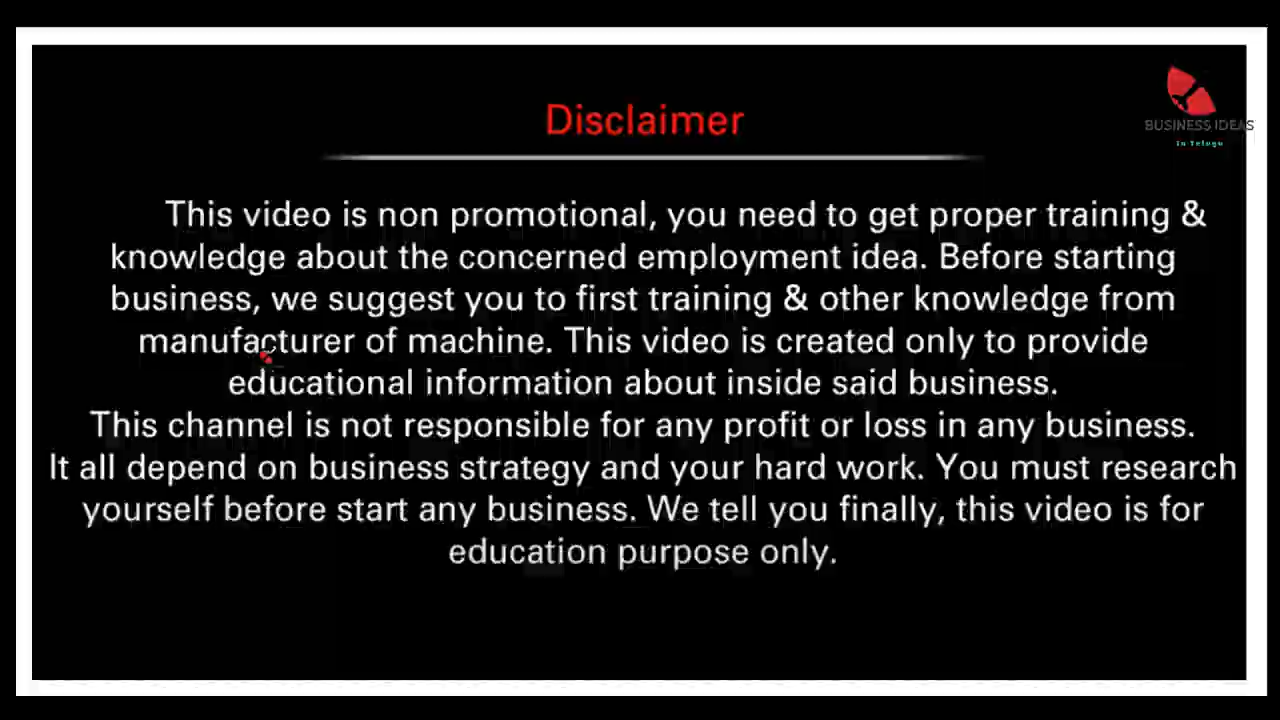 Disclaimer
BUSINESS IDEAS
In Telugu
This video is non promotional, you need to get proper training &
knowledge about the concerned employment idea. Before starting
business, we suggest you to first training & other knowledge from
manufacturer of machine. This video is created only to provide
educational information about inside said business.
This channel is not responsible for any profit or loss in any business.
It all depend on business strategy and your hard work. You must research
yourself before start any business. We tell you finally, this video is for
education purpose only.